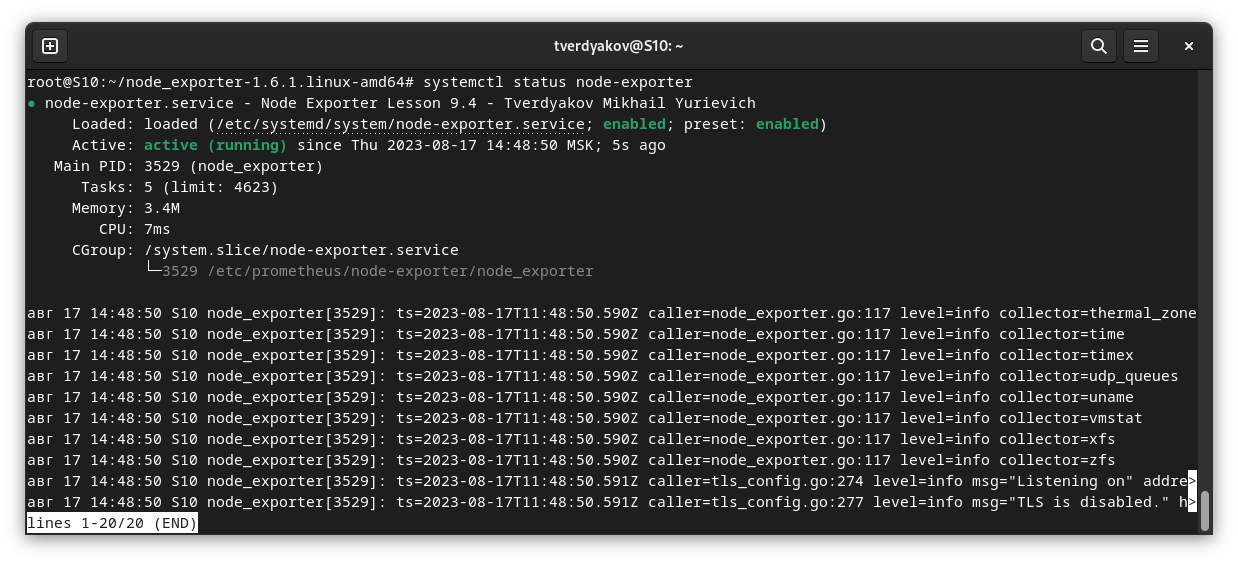 tverdyakov@S10: ~
root@S10:~/node_exporter-1.6.1.linux-amd64# systemctl status node-exporter
● node-exporter.service - Node Exporter Lesson 9.4 - Tverdyakov Mikhail Yurievich
     Loaded: loaded (/etc/systemd/system/node-exporter.service; enabled; preset: enabled)
     Active: active (running) since Thu 2023-08-17 14:48:50 MSK; 5s ago
   Main PID: 3529 (node_exporter)
      Tasks: 5 (limit: 4623)
     Memory: 3.4M
        CPU: 7ms
     CGroup: /system.slice/node-exporter.service
             └─3529 /etc/prometheus/node-exporter/node_exporter
авг 17 14:48:50 S10 node_exporter[3529]: ts=2023-08-17T11:48:50.590Z caller=node_exporter.go:117 level=info collector=thermal_zone
авг 17 14:48:50 S10 node_exporter[3529]: ts=2023-08-17T11:48:50.590Z caller=node_exporter.go:117 level=info collector=time
авг 17 14:48:50 S10 node_exporter[3529]: ts=2023-08-17T11:48:50.590Z caller=node_exporter.go:117 level=info collector=timex
авг 17 14:48:50 S10 node_exporter[3529]: ts=2023-08-17T11:48:50.590Z caller=node_exporter.go:117 level=info collector=udp_queues
авг 17 14:48:50 S10 node_exporter[3529]: ts=2023-08-17T11:48:50.590Z caller=node_exporter.go:117 level=info collector=uname
авг 17 14:48:50 S10 node_exporter[3529]: ts=2023-08-17T11:48:50.590Z caller=node_exporter.go:117 level=info collector=vmstat
авг 17 14:48:50 S10 node_exporter[3529]: ts=2023-08-17T11:48:50.590Z caller=node_exporter.go:117 level=info collector=xfs
авг 17 14:48:50 S10 node_exporter[3529]: ts=2023-08-17T11:48:50.590Z caller=node_exporter.go:117 level=info collector=zfs
авг 17 14:48:50 S10 node_exporter[3529]: ts=2023-08-17T11:48:50.591Z caller=tls_config.go:274 level=info msg="Listening on" addre>
авг 17 14:48:50 S10 node_exporter[3529]: ts=2023-08-17T11:48:50.591Z caller=tls_config.go:277 level=info msg="TLS is disabled." h>
lines 1-20/20 (END)